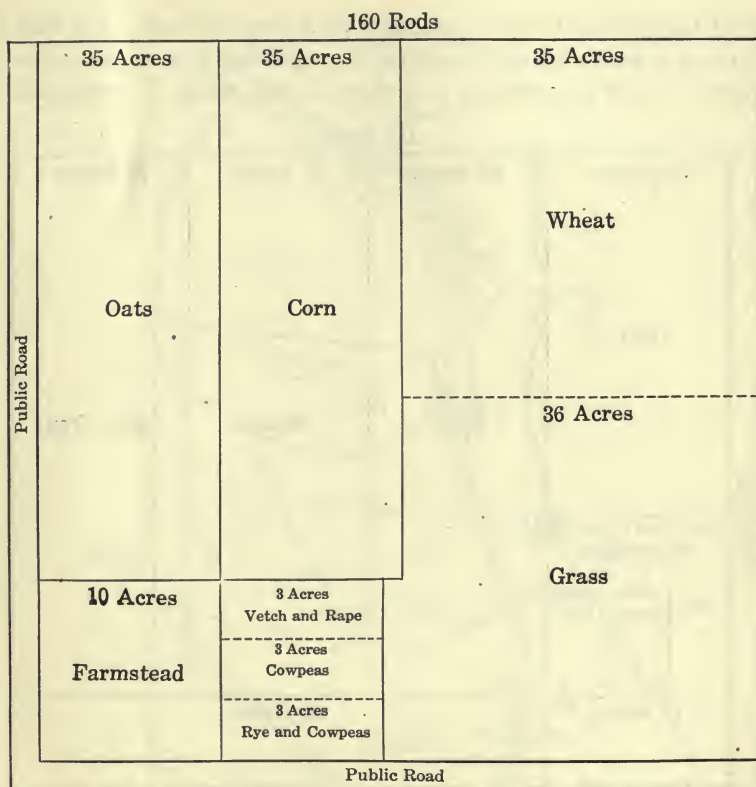 160 Rods
35 Acres
35 Acres
35 Acres
Wheat
Oats
Corn
Public Road
36 Acres
Grass
10 Acres
Farmstead
3 Acres
Vetch and Rape
3 Acres
Cowpeas
3 Acres
Rye and Cowpeas
Public Road